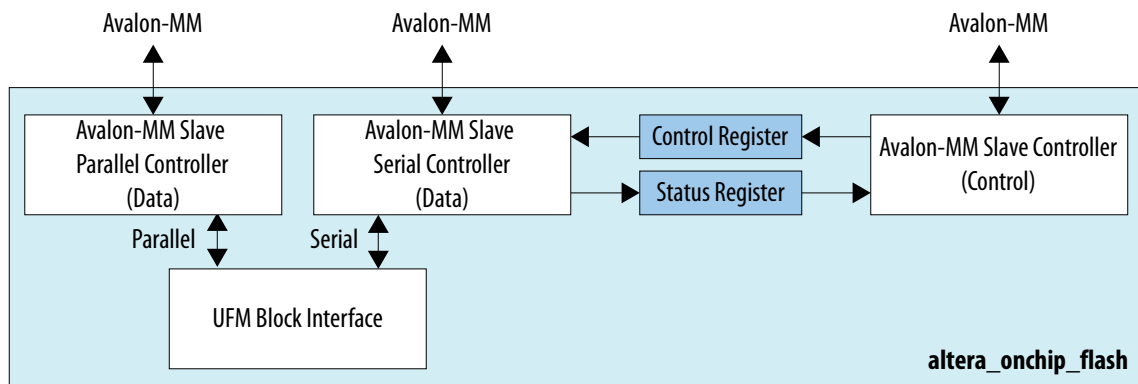 Avalon-MM
Avalon-MM
Avalon-MM
Avalon-MM Slave
Parallel Controller
(Data)
Avalon-MM Slave
Serial Controller
(Data)
Control Register
Status Register
Avalon-MM Slave Controller
(Control)
Parallel
Serial
UFM Block Interface
altera_onchip_flash